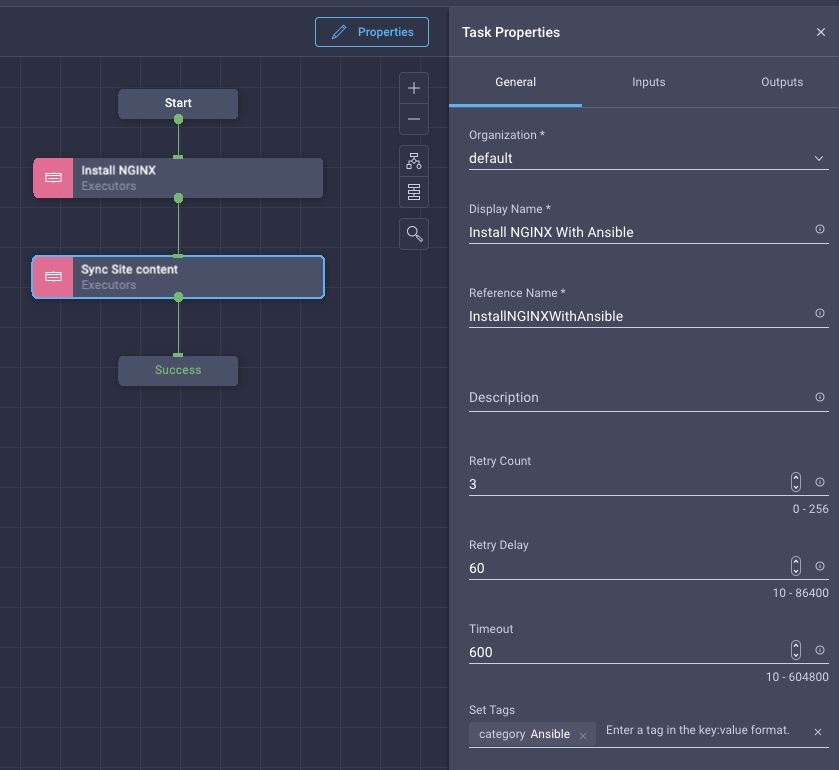 Properties
Start
Install NGINX
Executors
Sync Site content
Executors
Success
Task Properties
General Inputs Outputs
Organization *
default
Display Name *
Install NGINX With Ansible
Reference Name *
InstallNGINXWithAnsible
Description
Retry Count
3
0 - 256
Retry Delay
60
10 - 86400
Timeout
600
10 - 604800
Set Tags
category Ansible Enter a tag in the key:value format.